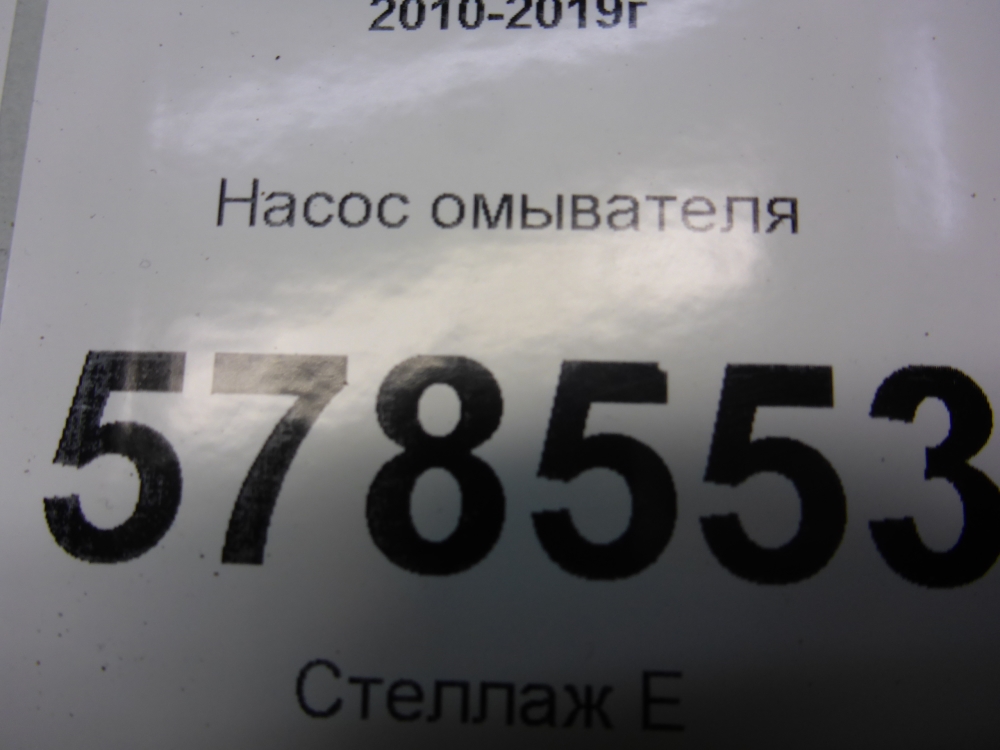 2010-2019г
Насос омывателя
578553
Стеллаж Е